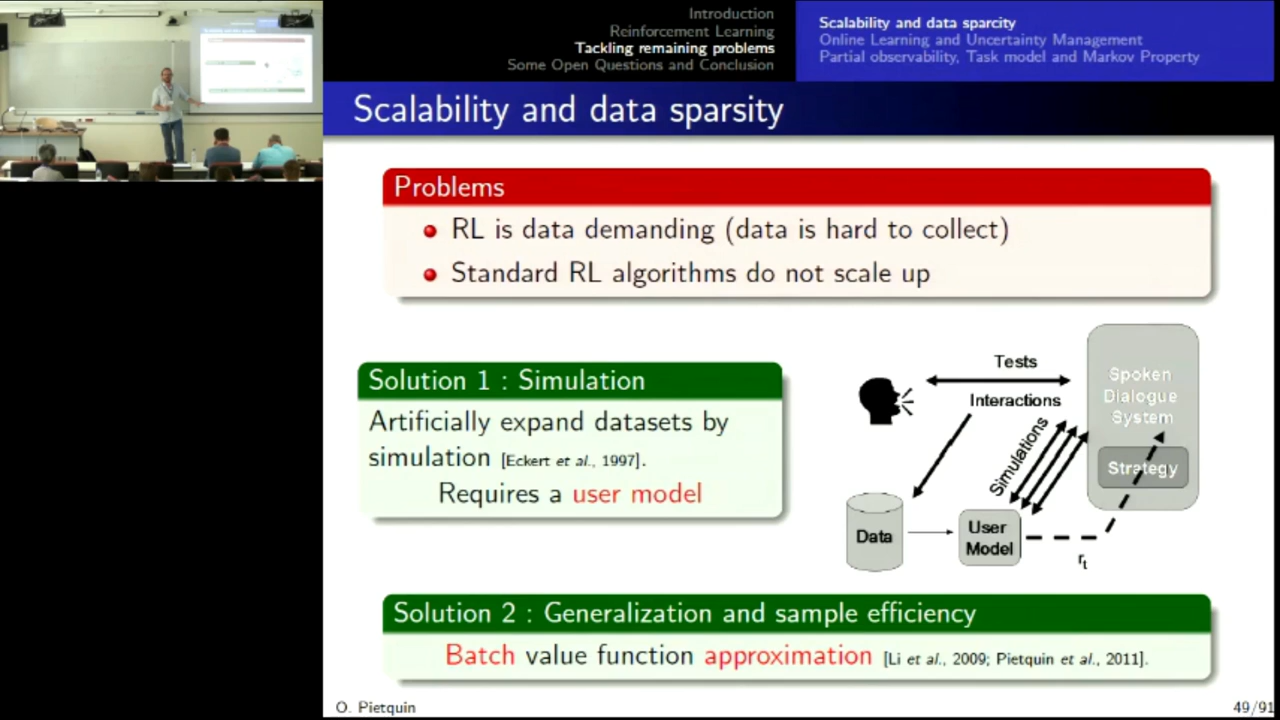 Introduction
Reinforcement Learning
Tackling remaining problems
Some Open Questions and Conclusion
Scalability and data sparcity
Online Learning and Uncertainty Management
Partial observability, Task model and Markov Property
Scalability and data sparsity
Problems
RL is data demanding (data is hard to collect)
Standard RL algorithms do not scale up
Solution 1 : Simulation
Artificially expand datasets by
simulation [Eckert et al., 1997].
Requires a user model
Tests
Interactions
Simulations
Spoken
Dialogue
System
Strategy
Data
User
Model
rt
Solution 2 : Generalization and sample efficiency
Batch value function approximation [Li et al., 2009; Pietquin et al., 2011].
O. Pietquin
49/91